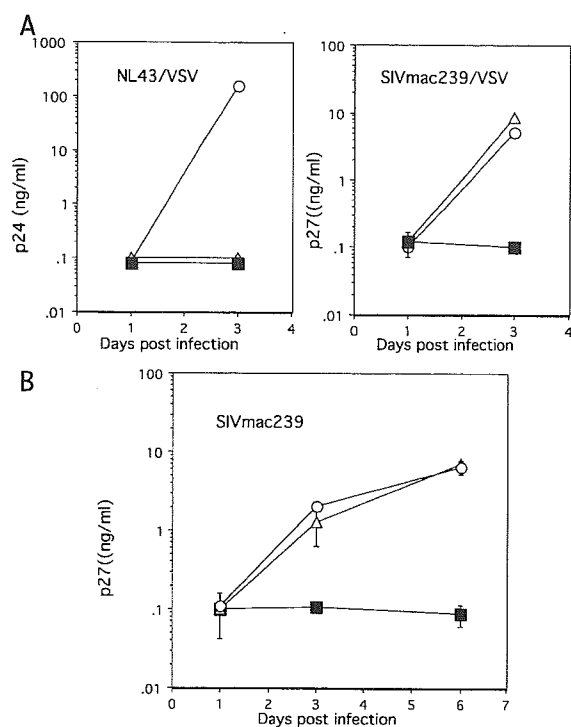 A
1000
100
10
1
.1
.01
p24 (ng/ml)
NL43/VSV
0 1 2 3 4
Days post infection
100
10
1
.1
.01
p27((ng/ml)
SIVmac239/VSV
0 1 2 3 4
Days post infection
B
100
10
1
.1
.01
p27((ng/ml)
SIVmac239
0 1 2 3 4 5 6 7
Days post infection